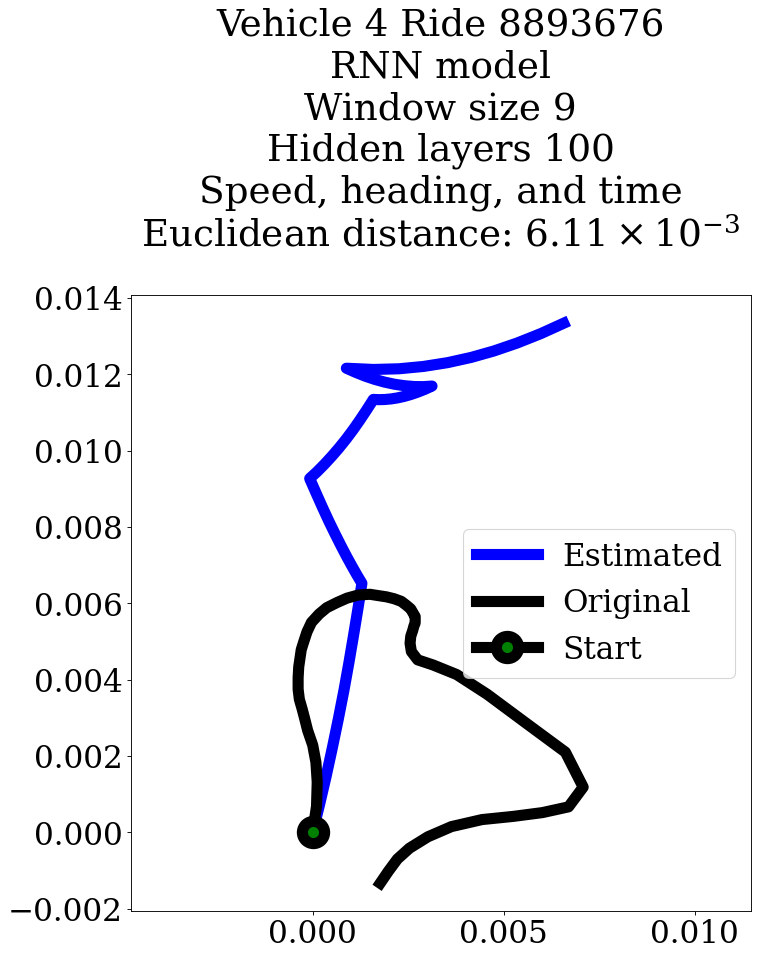 Vehicle 4 Ride 8893676
RNN model
Window size 9
Hidden layers 100
Speed, heading, and time
Euclidean distance: 6.11 × 10⁻³
0.014
0.012
0.010
0.008
0.006
0.004
0.002
0.000
−0.002
Estimated
Original
Start
0.000 0.005 0.010